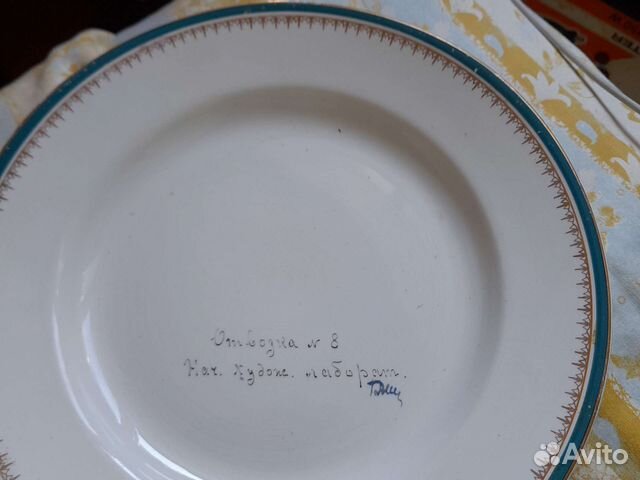 Отводка № 8
Нач. худож. лаборат.
Avito